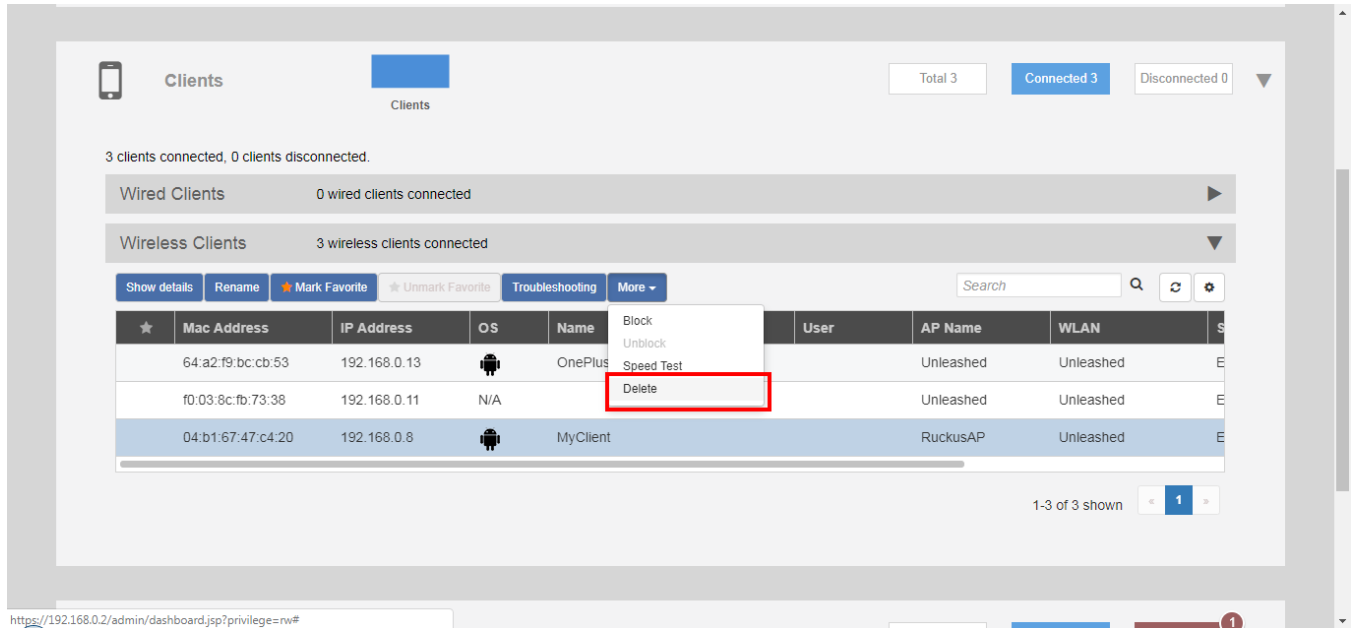 Clients
Clients
Total 3
Connected 3
Disconnected 0
3 clients connected, 0 clients disconnected.
Wired Clients 0 wired clients connected
Wireless Clients 3 wireless clients connected
Show details Rename Mark Favorite Unmark Favorite Troubleshooting More Search
Block
Unblock
Speed Test
Delete
Mac Address IP Address OS Name User AP Name WLAN S
64:a2:f9:bc:cb:53 192.168.0.13 OnePlus Unleashed Unleashed E
f0:03:8c:fb:73:38 192.168.0.11 N/A Unleashed Unleashed E
04:b1:67:47:c4:20 192.168.0.8 MyClient RuckusAP Unleashed E
1-3 of 3 shown « 1 »
https://192.168.0.2/admin/dashboard.jsp?privilege=rw#
1